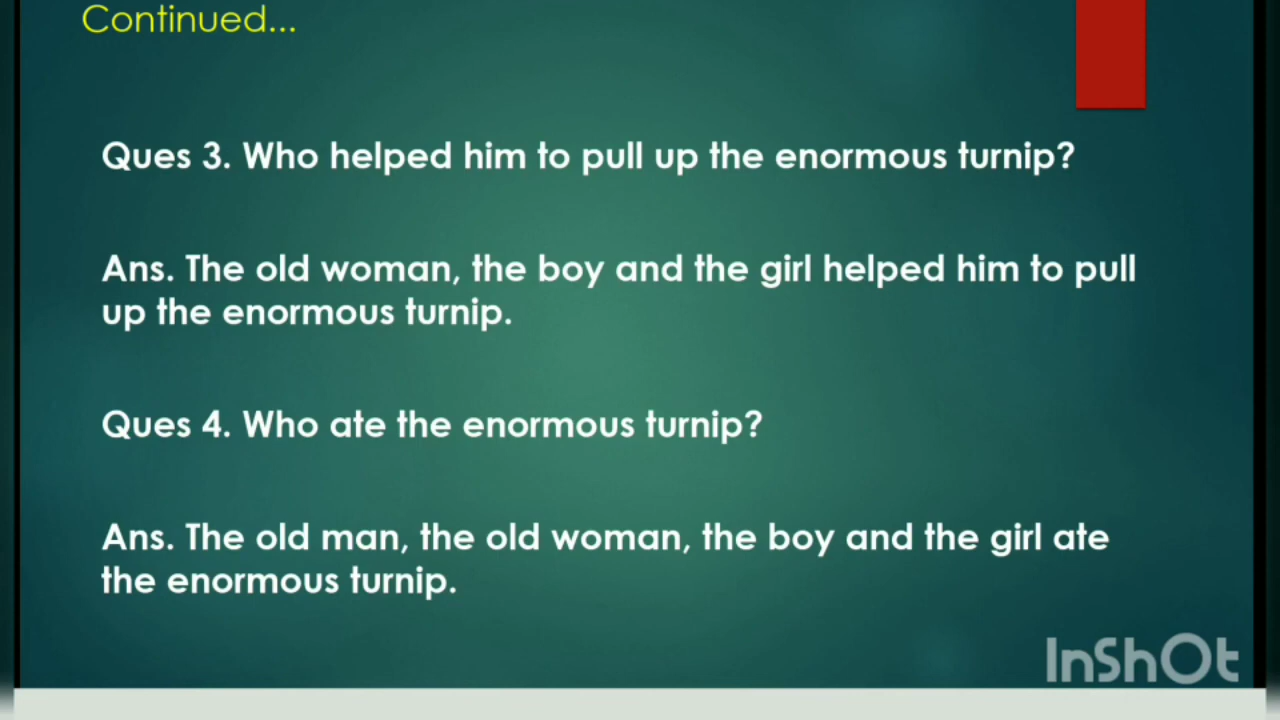 Continued...
Ques 3. Who helped him to pull up the enormous turnip?
Ans. The old woman, the boy and the girl helped him to pull
up the enormous turnip.
Ques 4. Who ate the enormous turnip?
Ans. The old man, the old woman, the boy and the girl ate
the enormous turnip.
InShOt